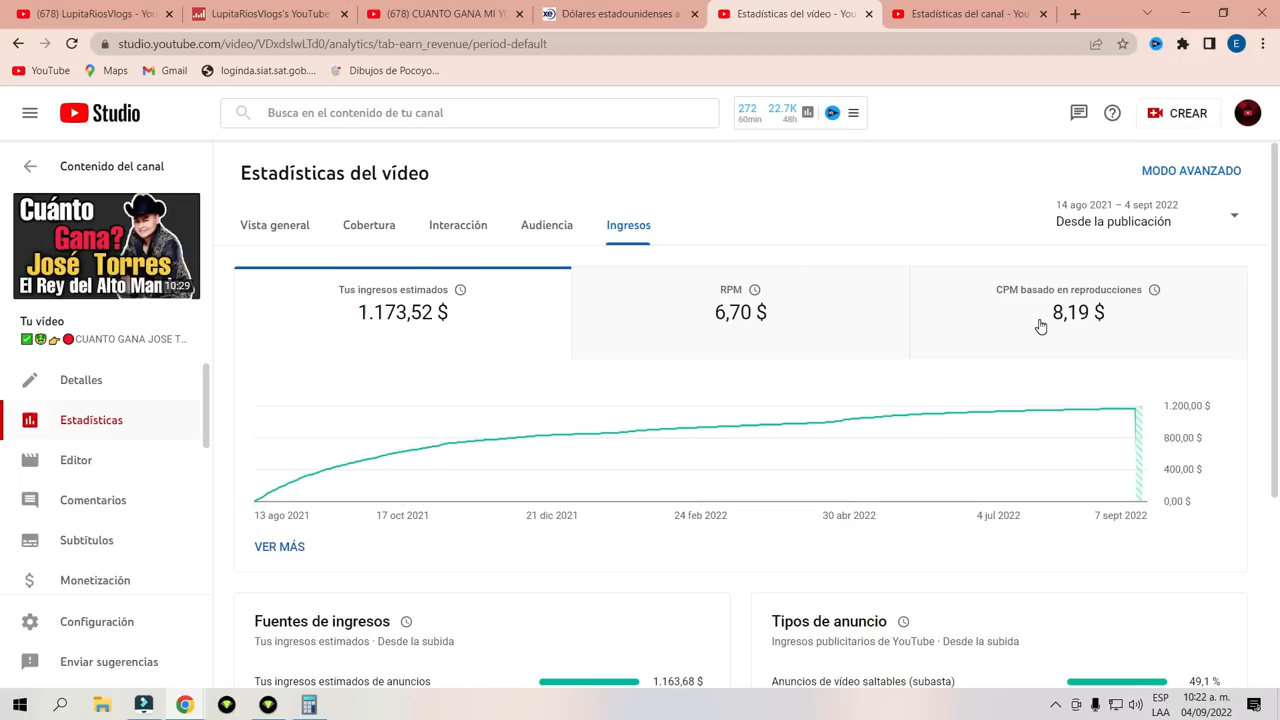 (678) LUPITA
(678) YouTube
(678) CUANTO GANA MI YO
Dólares estadounidenses a
Estadísticas del vídeo - You
Estadísticas del canal - You
studio.youtube.com/video/VDxdsIwLTd0/analytics/tab-earn_revenue/period-default
E
YouTube
Maps
Gmail
loginda.siat.sat.gob....
Dibujos de Pocoyo...
Studio
Busca en el contenido de tu canal
272 60min 22.7K 48h
CREAR
Contenido del canal
Cuánto
Gana?
José Torres
El Rey del Alto Man
10:29
Tu vídeo
CUANTO GANA JOSE T...
Detalles
Estadísticas
Editor
Comentarios
Subtítulos
Monetización
Configuración
Enviar sugerencias
Estadísticas del vídeo
MODO AVANZADO
Vista general
Cobertura
Interacción
Audiencia
Ingresos
14 ago 2021 – 4 sept 2022
Desde la publicación
Tus ingresos estimados
1.173,52 $
RPM
6,70 $
CPM basado en reproducciones
8,19 $
1.200,00 $
800,00 $
400,00 $
0,00 $
13 ago 2021
17 oct 2021
21 dic 2021
24 feb 2022
30 abr 2022
4 jul 2022
7 sept 2022
VER MÁS
Fuentes de ingresos
Tus ingresos estimados · Desde la subida
Tus ingresos estimados de anuncios 1.163,68 $
Tipos de anuncio
Ingresos publicitarios de YouTube · Desde la subida
Anuncios de vídeo saltables (subasta) 49,1 %
ESP
LAA
10:22 a. m.
04/09/2022